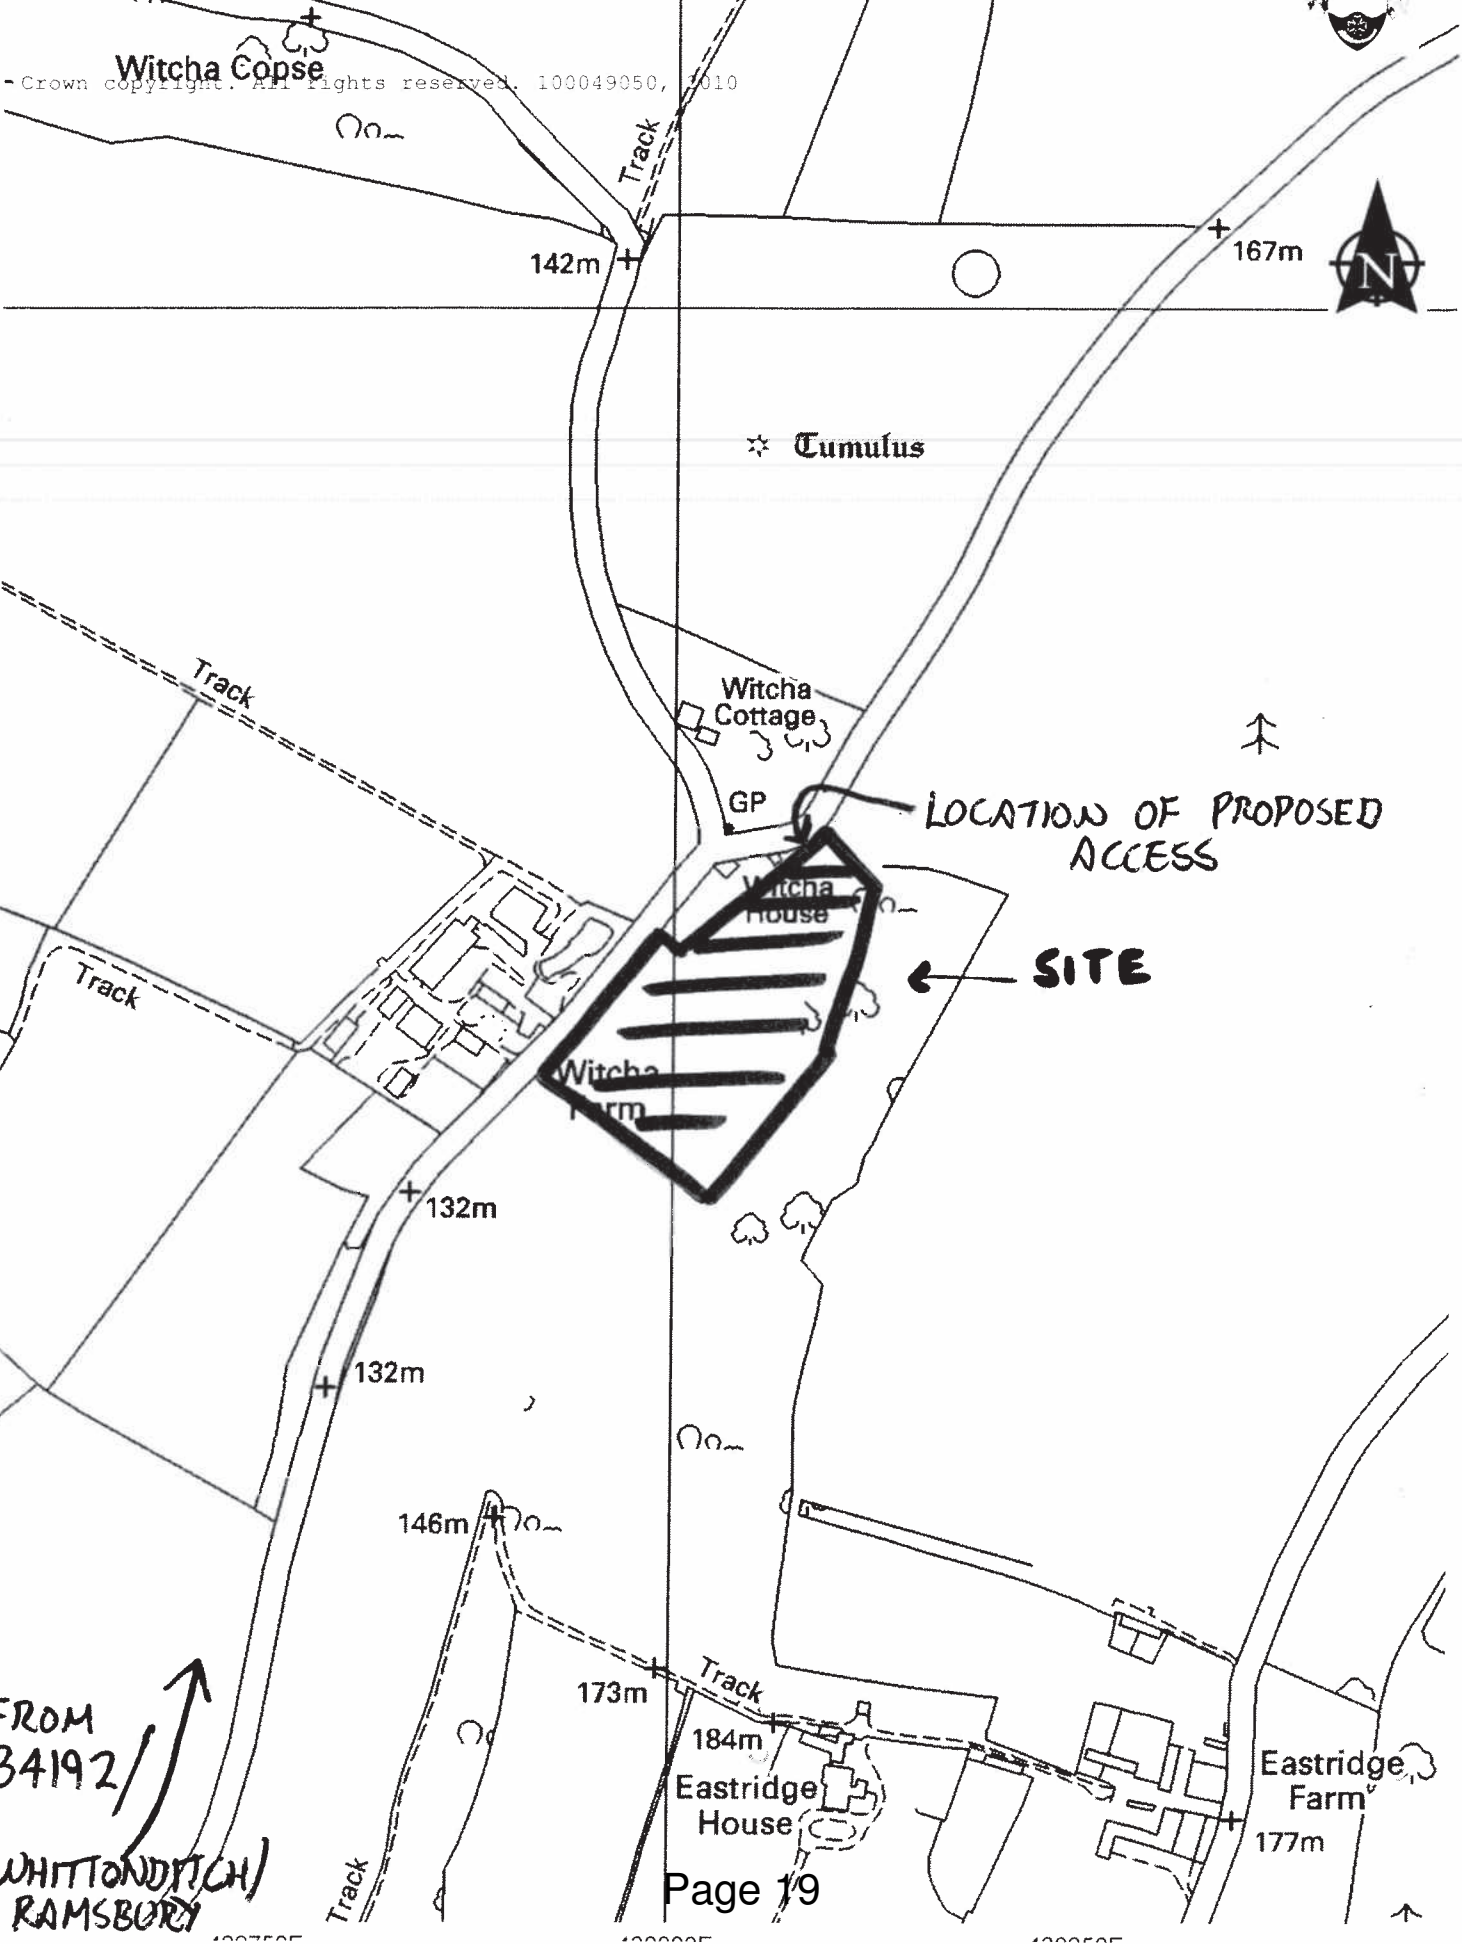 Witcha Copse
Crown copyright. All rights reserved. 100049050, 2010
Track
142m
167m
N
Tumulus
Track
Witcha
Cottage
GP
LOCATION OF PROPOSED
ACCESS
Witcha
House
Track
SITE
Witcha
Farm
132m
132m
146m
173m
Track
184m
Eastridge
House
Eastridge
Farm
177m
FROM
34192/
WHITTONDITCH/
RAMSBURY
Track
Page 19